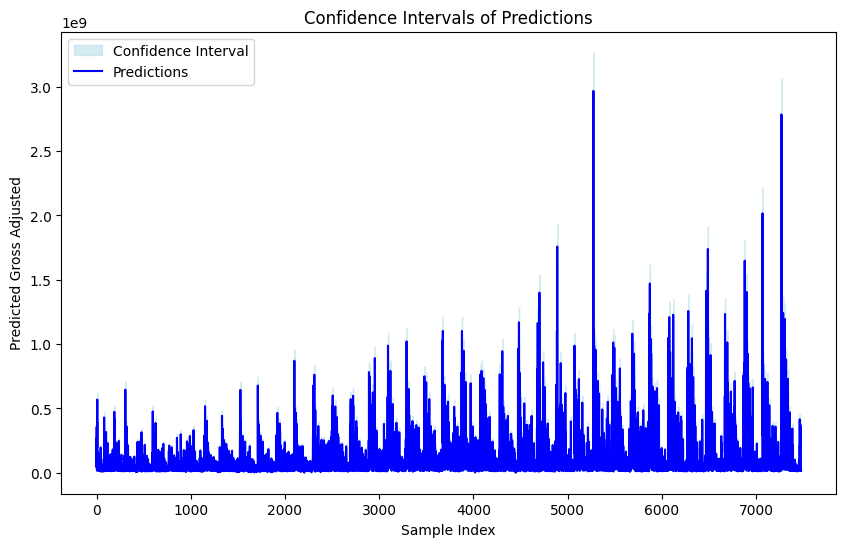 Confidence Intervals of Predictions
1e9
Confidence Interval
Predictions
3.0
2.5
2.0
1.5
1.0
0.5
0.0
Predicted Gross Adjusted
0 1000 2000 3000 4000 5000 6000 7000
Sample Index